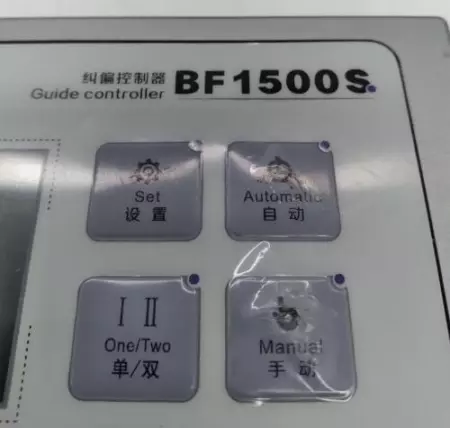 纠偏控制器
Guide controller
BF1500S
Set
设置
Automatic
自动
I II
One/Two
单/双
Manual
手动